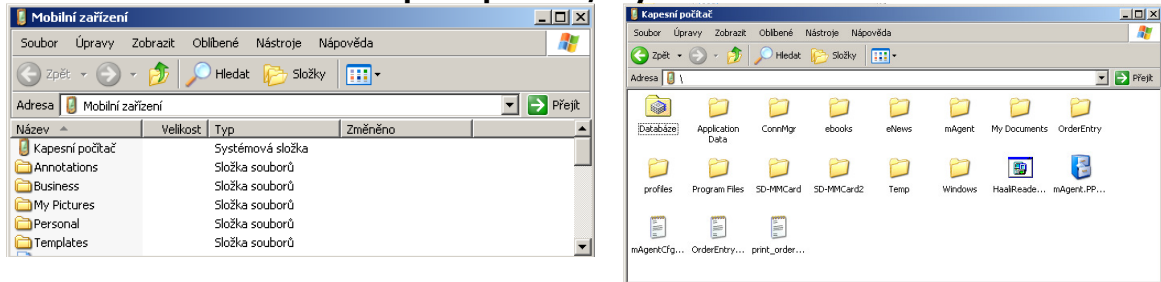 Mobilní zařízení
Soubor Úpravy Zobrazit Oblíbené Nástroje Nápověda
Zpět Hledat Složky
Adresa Mobilní zařízení Přejít
Název Velikost Typ Změněno
Kapesní počítač Systémová složka
Annotations Složka souborů
Business Složka souborů
My Pictures Složka souborů
Personal Složka souborů
Templates Složka souborů
Kapesní počítač
Soubor Úpravy Zobrazit Oblíbené Nástroje Nápověda
Zpět Hledat Složky
Adresa \ Přejít
Databáze Application Data ConnMgr ebooks eNews mAgent My Documents OrderEntry
profiles Program Files SD-MMCard SD-MMCard2 Temp Windows HaaliReade... mAgent.PP...
mAgentCfg... OrderEntry... print_order...